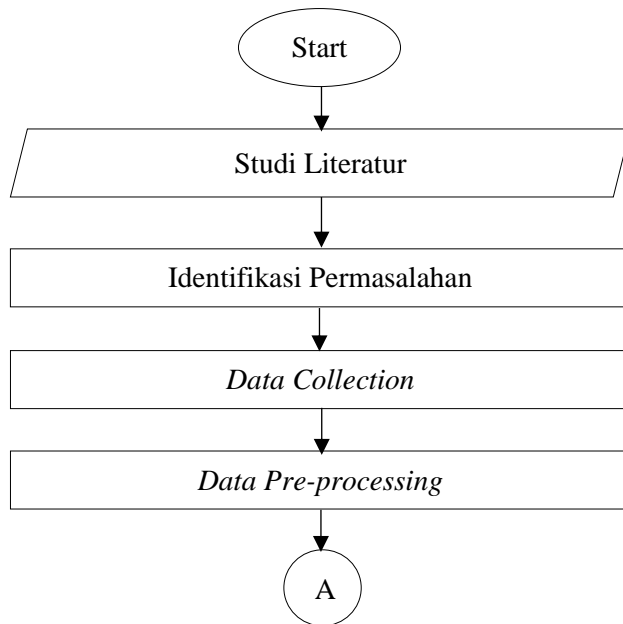 Start
Studi Literatur
Identifikasi Permasalahan
Data Collection
Data Pre-processing
A